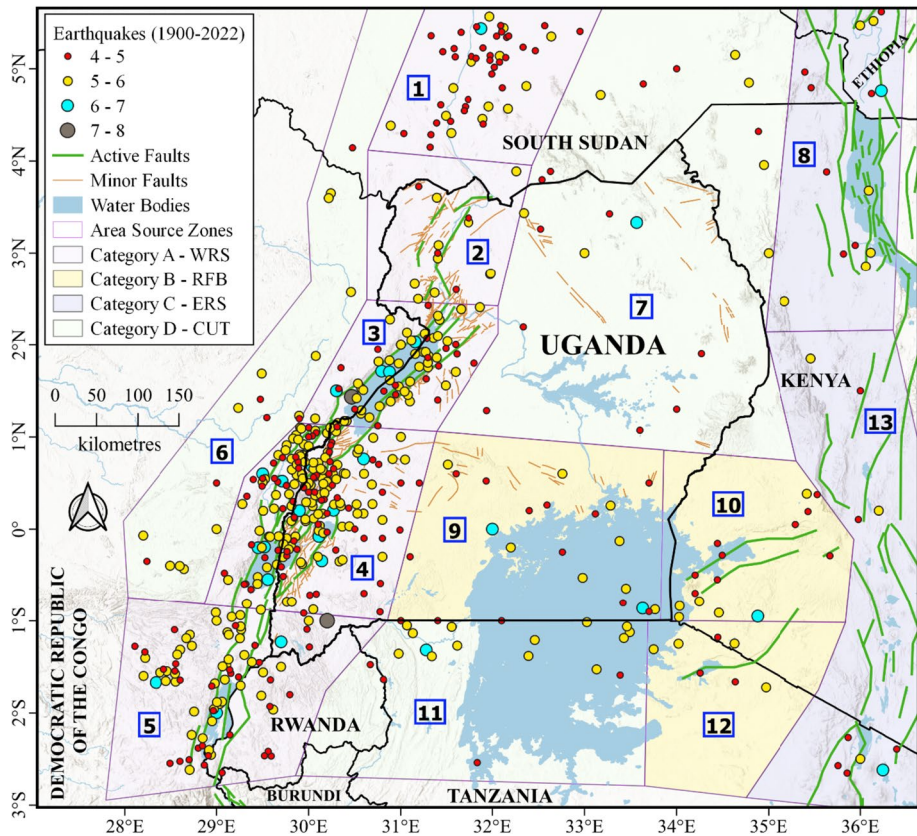 Earthquakes (1900-2022)
4 - 5
5 - 6
6 - 7
7 - 8
Active Faults
Minor Faults
Water Bodies
Area Source Zones
Category A - WRS
Category B - RFB
Category C - ERS
Category D - CUT
0 50 100 150
kilometres
5°N
4°N
3°N
2°N
1°N
0°
1°S
2°S
3°S
28°E 29°E 30°E 31°E 32°E 33°E 34°E 35°E 36°E
ETHIOPIA
SOUTH SUDAN
UGANDA
KENYA
DEMOCRATIC REPUBLIC
OF THE CONGO
RWANDA
BURUNDI
TANZANIA
1
2
3
4
5
6
7
8
9
10
11
12
13